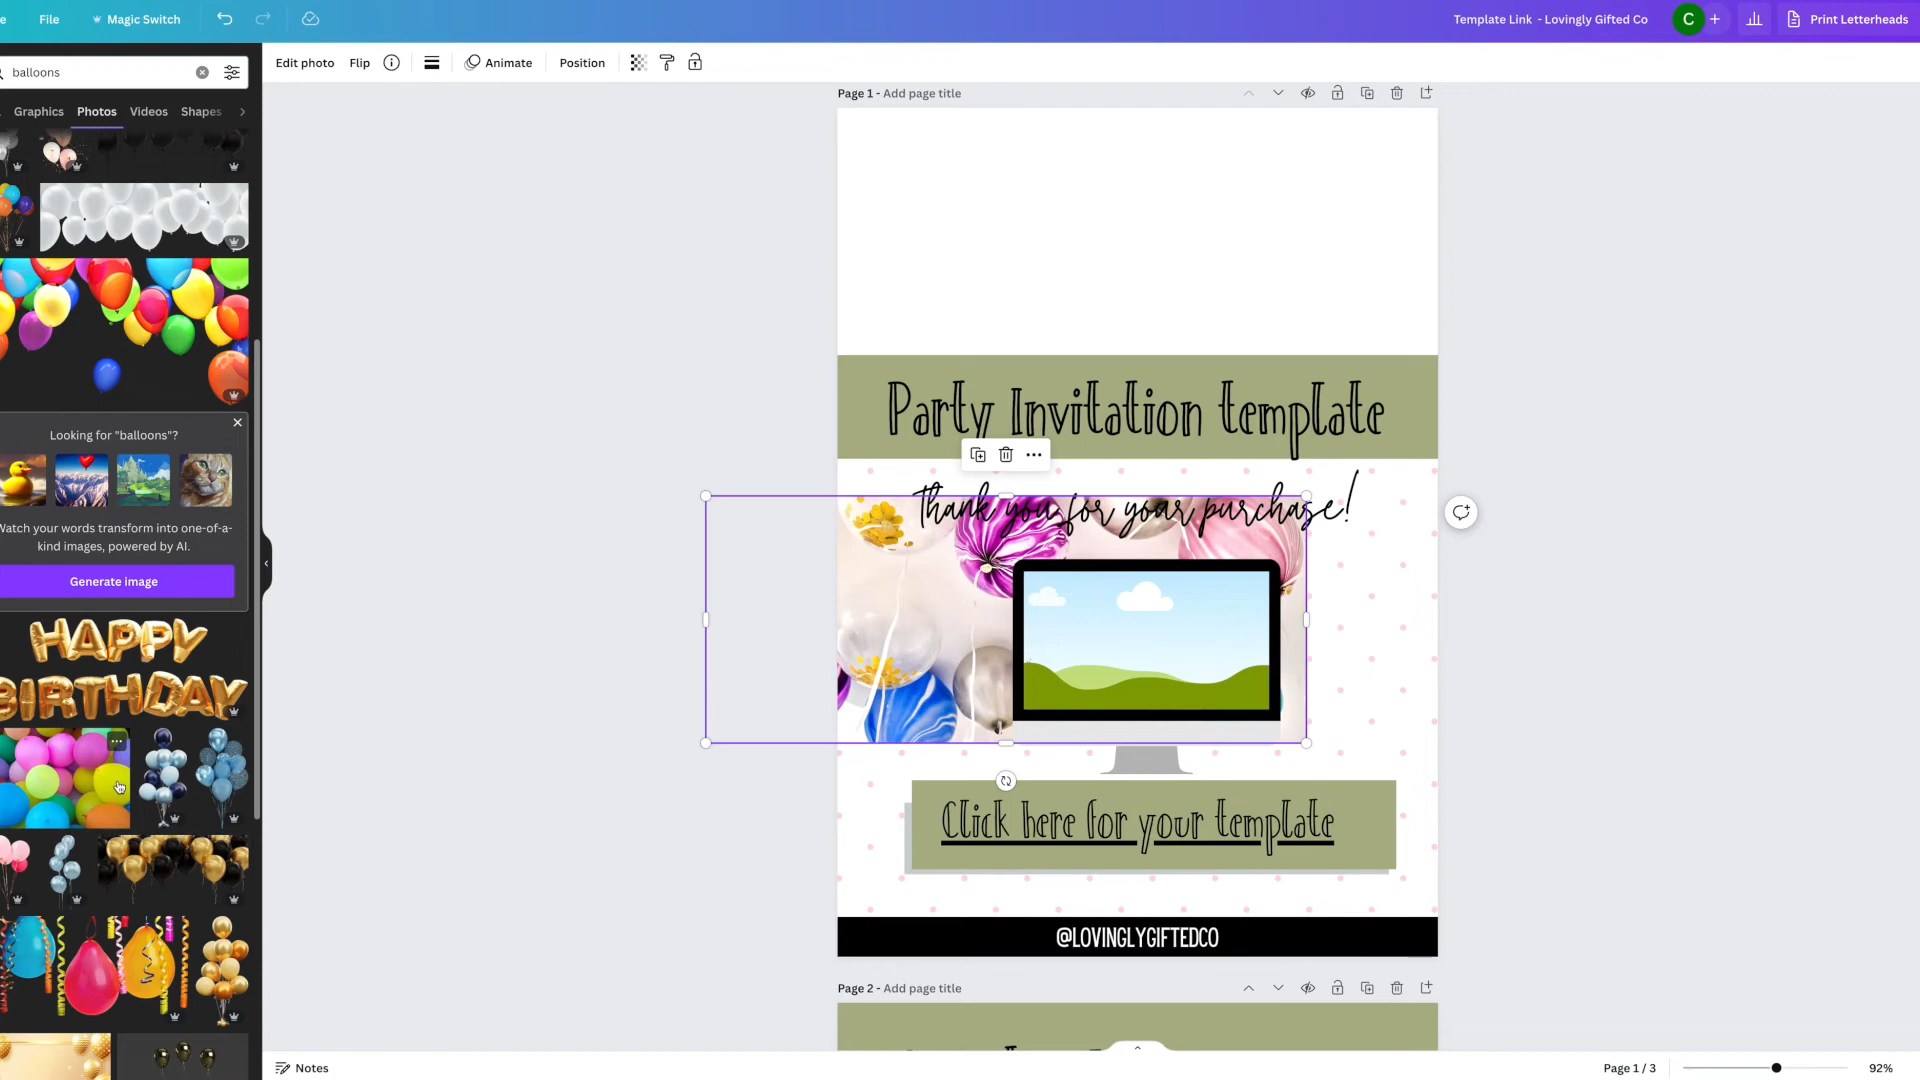 File
Magic Switch
Template Link - Lovingly Gifted Co
C
Print Letterheads
balloons
Edit photo
Flip
Animate
Position
Graphics
Photos
Videos
Shapes
Page 1 - Add page title
Party Invitation template
Thank you for your purchase!
Looking for "balloons"?
Watch your words transform into one-of-a-
kind images, powered by AI.
Generate image
HAPPY
BIRTHDAY
Click here for your template
@LOVINGLYGIFTEDCO
Page 2 - Add page title
Notes
Page 1 / 3
92%